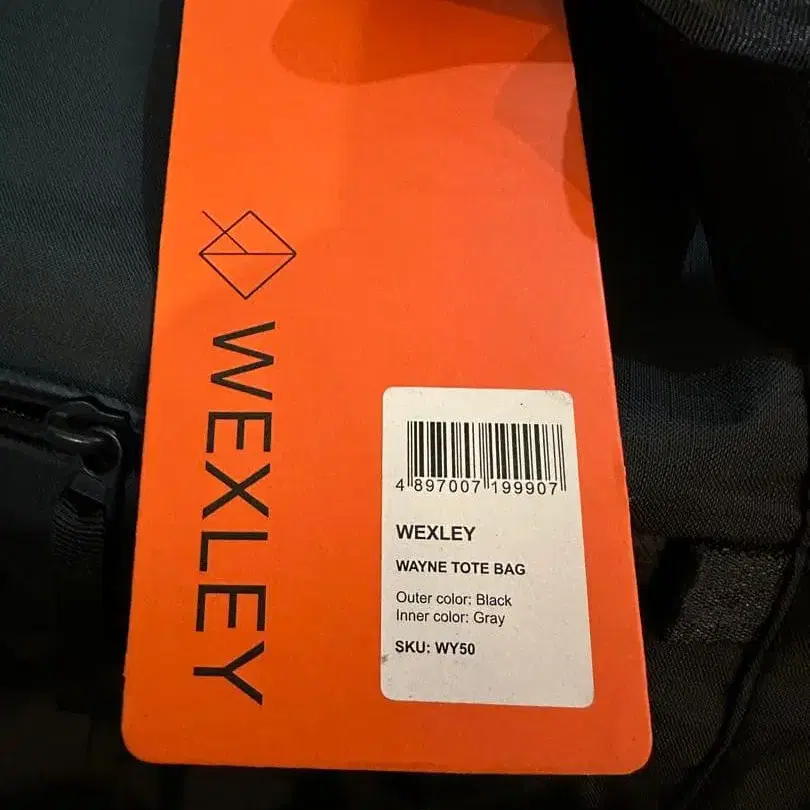 WEXLEY
4 897007 199907
WEXLEY
WAYNE TOTE BAG
Outer color: Black
Inner color: Gray
SKU: WY50